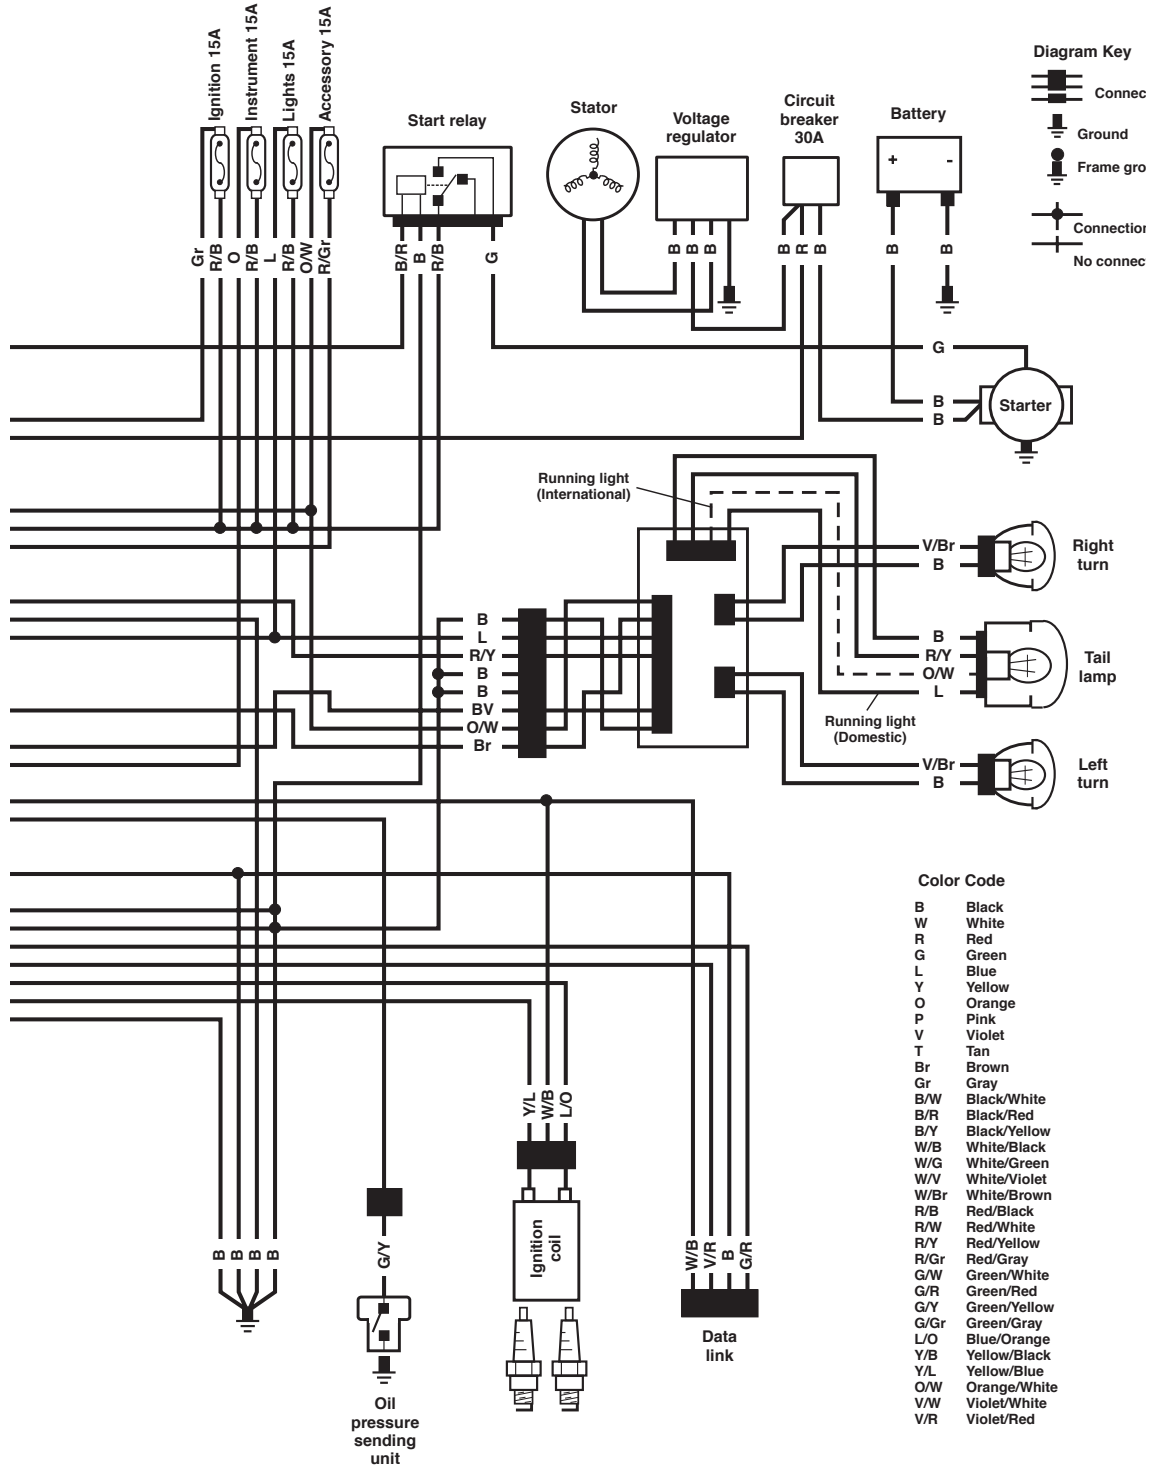 Ignition 15A
Instrument 15A
Lights 15A
Accessory 15A
Start relay
Stator
Voltage
regulator
Circuit
breaker
30A
Battery
+ -
Diagram Key
Connec
Ground
Frame gro
Connection
No connec
Gr
R/B
O
R/B
L
R/B
O/W
R/Gr
B/R
B
R/B
G
B
B
B
B
R
B
B
B
G
B
B
Starter
Running light
(International)
V/Br
B
Right
turn
B
L
R/Y
B
B
BV
O/W
Br
B
R/Y
O/W
L
Tail
lamp
Running light
(Domestic)
V/Br
B
Left
turn
Color Code
B Black
W White
R Red
G Green
L Blue
Y Yellow
O Orange
P Pink
V Violet
T Tan
Br Brown
Gr Gray
B/W Black/White
B/R Black/Red
B/Y Black/Yellow
W/B White/Black
W/G White/Green
W/V White/Violet
W/Br White/Brown
R/B Red/Black
R/W Red/White
R/Y Red/Yellow
R/Gr Red/Gray
G/W Green/White
G/R Green/Red
G/Y Green/Yellow
G/Gr Green/Gray
L/O Blue/Orange
Y/B Yellow/Black
Y/L Yellow/Blue
O/W Orange/White
V/W Violet/White
V/R Violet/Red
Y/L
W/B
L/O
B
B
B
B
G/Y
Ignition
coil
W/B
V/R
B
G/R
Data
link
Oil
pressure
sending
unit